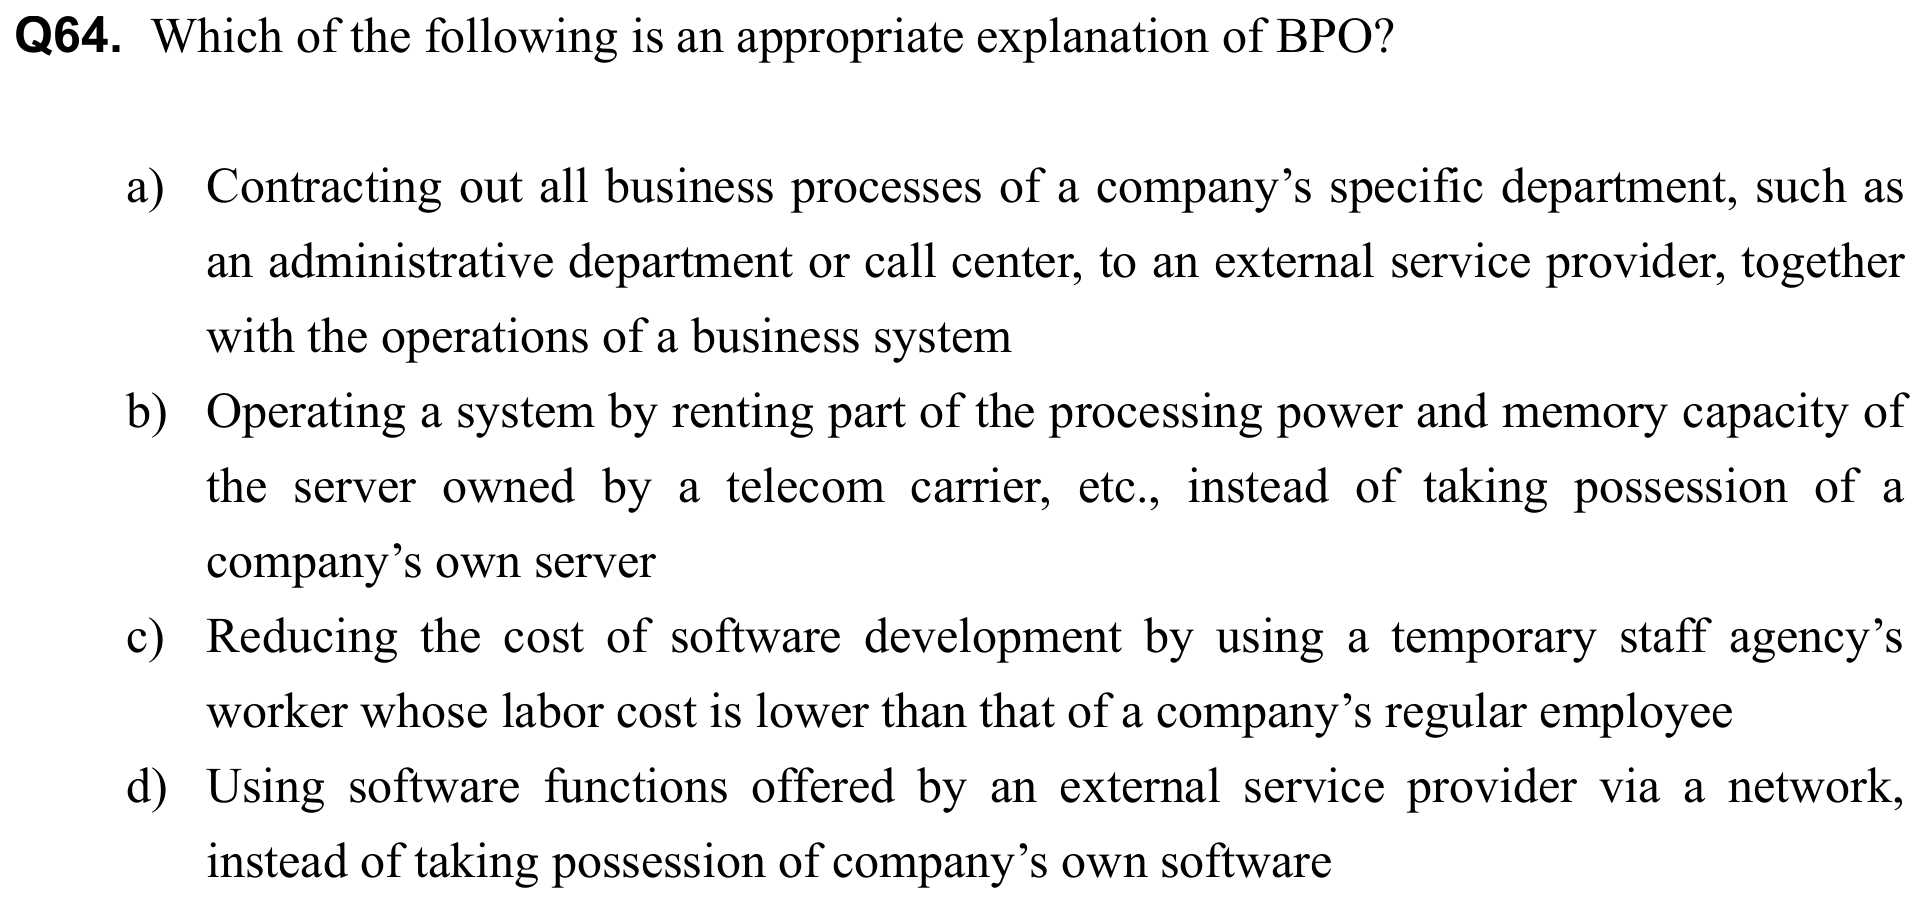 Q64. Which of the following is an appropriate explanation of BPO?
a) Contracting out all business processes of a company’s specific department, such as
an administrative department or call center, to an external service provider, together
with the operations of a business system
b) Operating a system by renting part of the processing power and memory capacity of
the server owned by a telecom carrier, etc., instead of taking possession of a
company’s own server
c) Reducing the cost of software development by using a temporary staff agency’s
worker whose labor cost is lower than that of a company’s regular employee
d) Using software functions offered by an external service provider via a network,
instead of taking possession of company’s own software